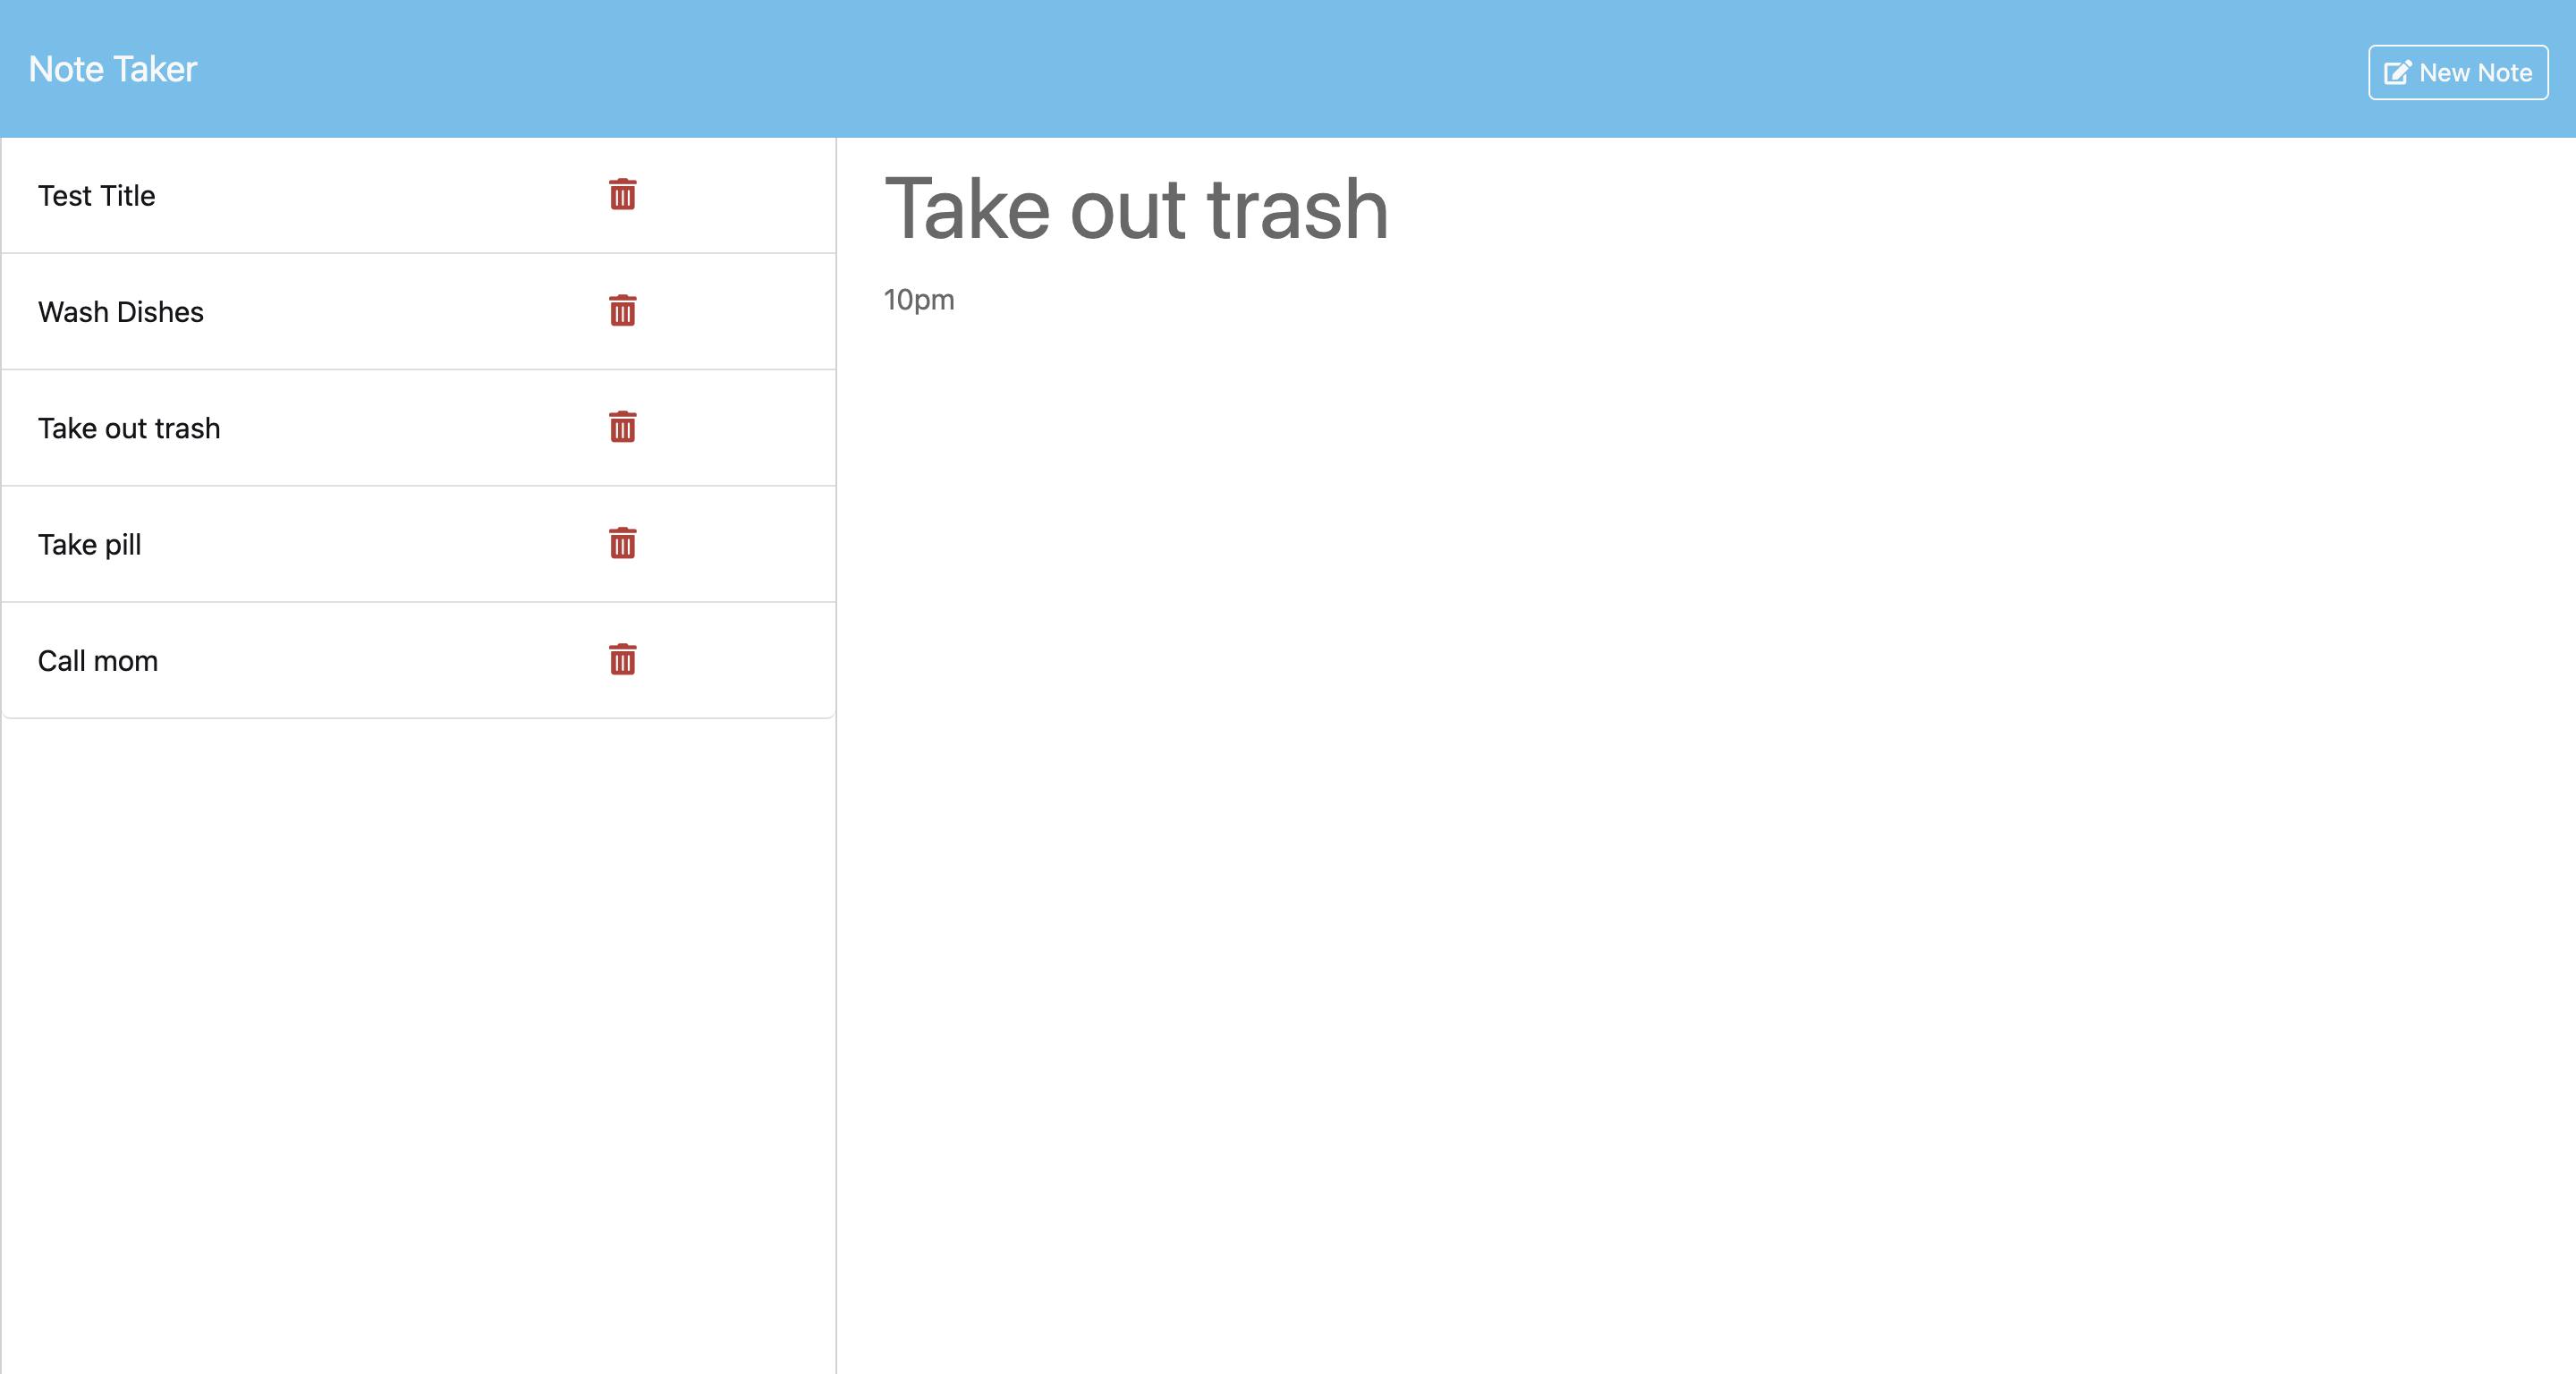 Note Taker
New Note
Test Title
Wash Dishes
Take out trash
Take pill
Call mom
Take out trash
10pm